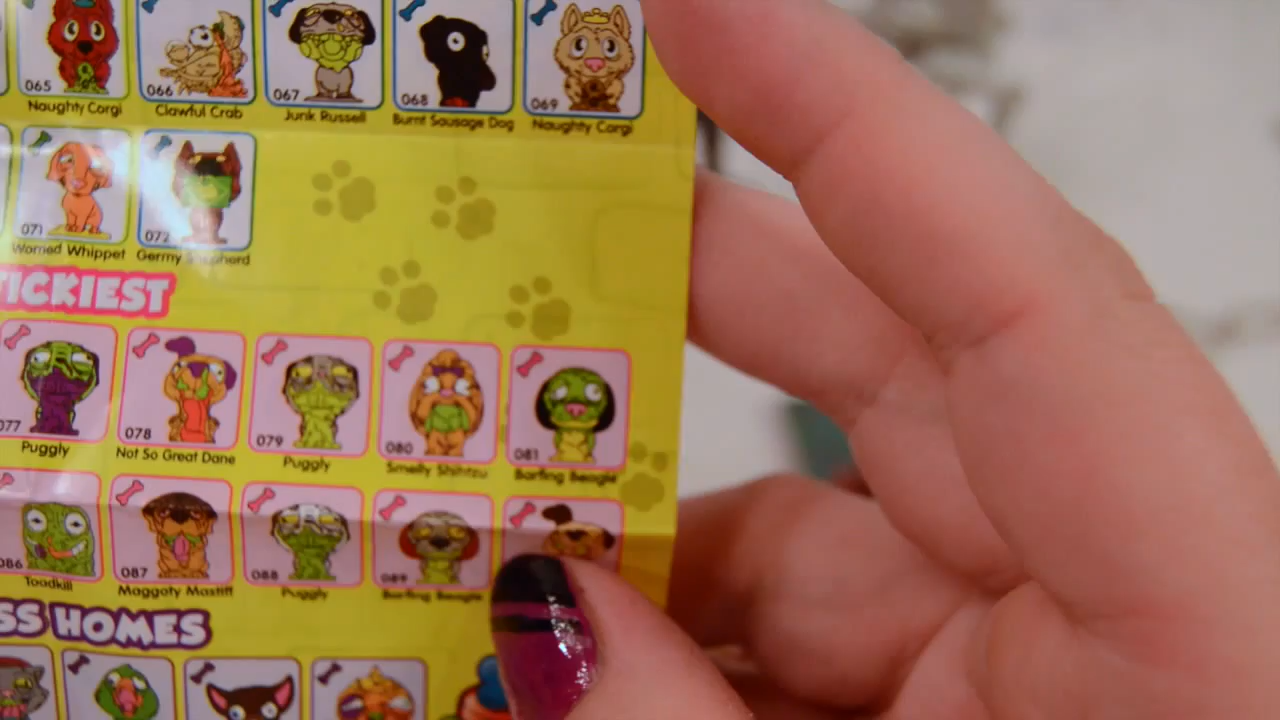 065 066 067 068 069
Naughty Corgi Clawful Crab Junk Russell Burnt Sausage Dog Naughty Corgi
071 072
Wormed Whippet Germy Shepherd
TICKIEST
077 078 079 080 081
Puggly Not So Great Dane Puggly Smelly Shihtzu Barfing Beagle
086 087 088 089
Toadkill Maggoty Mastiff Puggly Barfing Beagle
SS HOMES